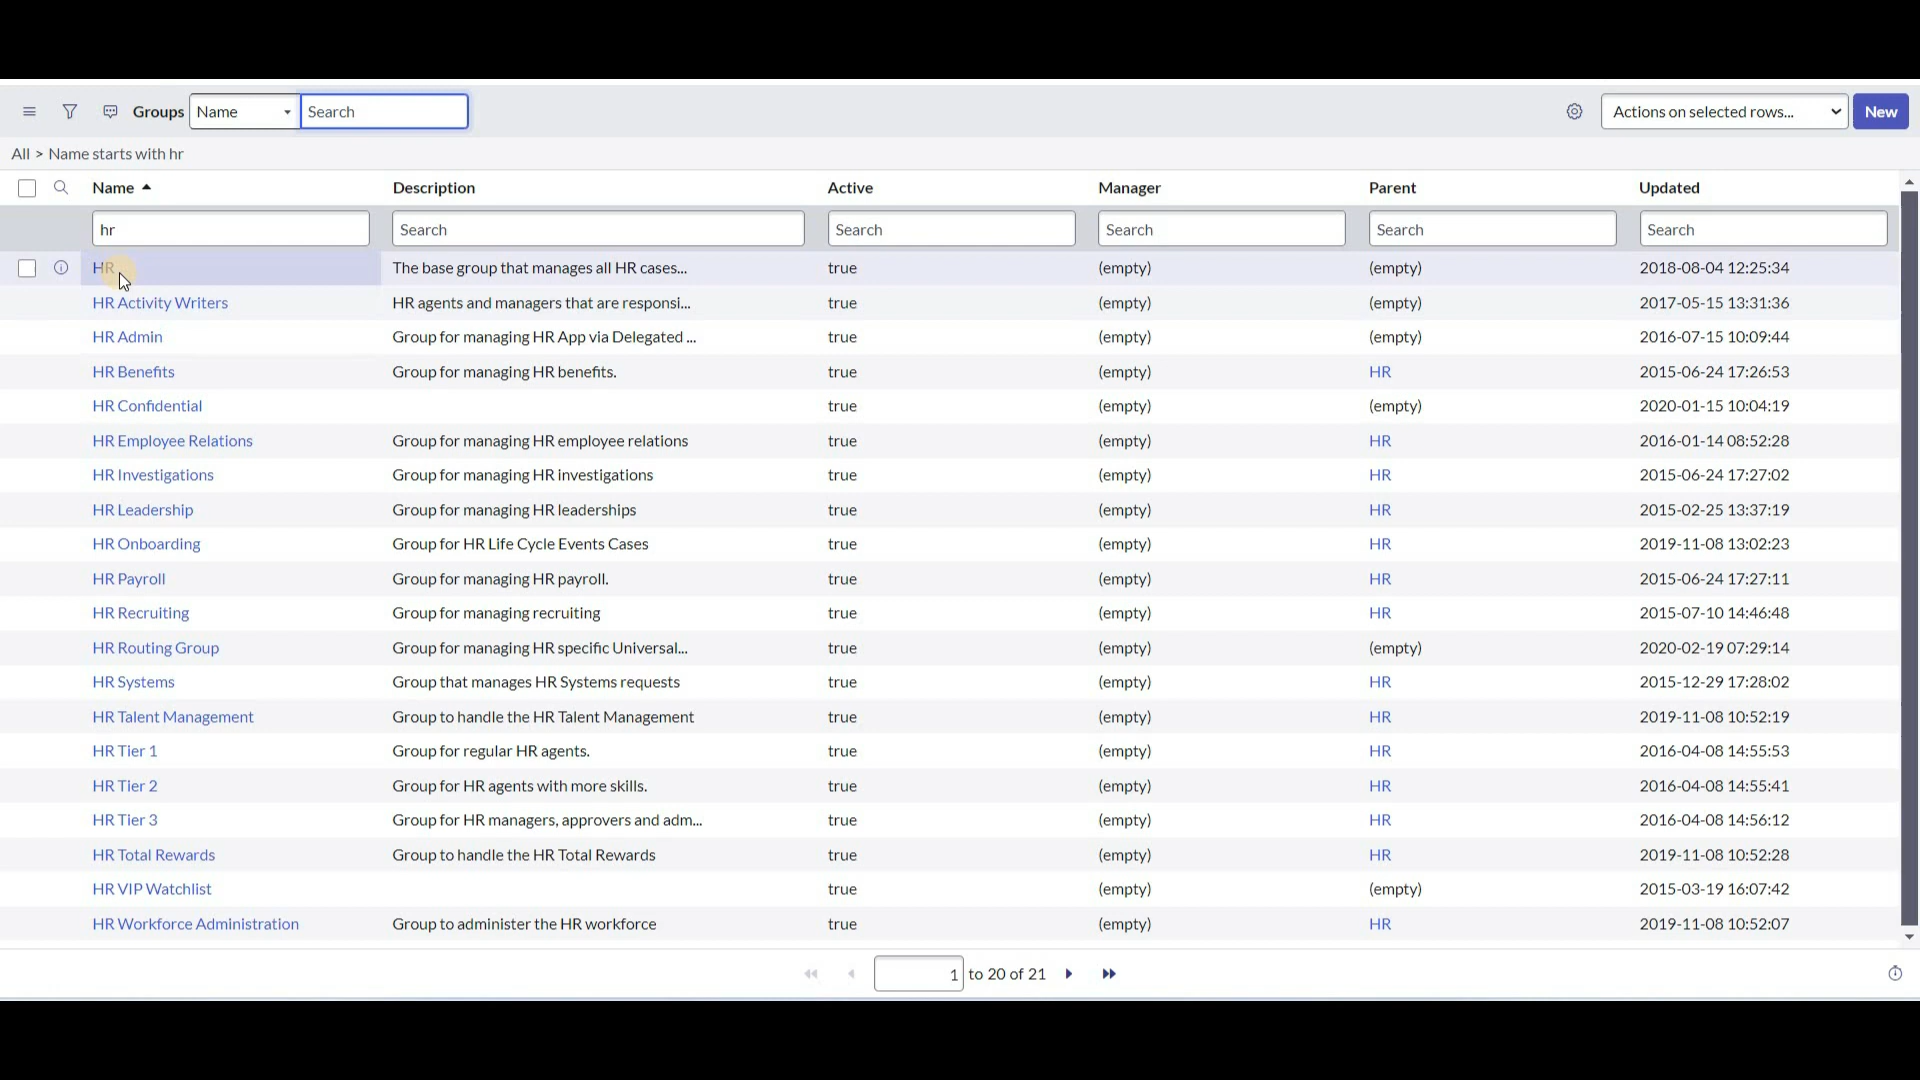 Groups Name Search Actions on selected rows... New
All > Name starts with hr
Name Description Active Manager Parent Updated
hr Search Search Search Search Search
HR The base group that manages all HR cases... true (empty) (empty) 2018-08-04 12:25:34
HR Activity Writers HR agents and managers that are responsi... true (empty) (empty) 2017-05-15 13:31:36
HR Admin Group for managing HR App via Delegated ... true (empty) (empty) 2016-07-15 10:09:44
HR Benefits Group for managing HR benefits. true (empty) HR 2015-06-24 17:26:53
HR Confidential true (empty) (empty) 2020-01-15 10:04:19
HR Employee Relations Group for managing HR employee relations true (empty) HR 2016-01-14 08:52:28
HR Investigations Group for managing HR investigations true (empty) HR 2015-06-24 17:27:02
HR Leadership Group for managing HR leaderships true (empty) HR 2015-02-25 13:37:19
HR Onboarding Group for HR Life Cycle Events Cases true (empty) HR 2019-11-08 13:02:23
HR Payroll Group for managing HR payroll. true (empty) HR 2015-06-24 17:27:11
HR Recruiting Group for managing recruiting true (empty) HR 2015-07-10 14:46:48
HR Routing Group Group for managing HR specific Universal... true (empty) (empty) 2020-02-19 07:29:14
HR Systems Group that manages HR Systems requests true (empty) HR 2015-12-29 17:28:02
HR Talent Management Group to handle the HR Talent Management true (empty) HR 2019-11-08 10:52:19
HR Tier 1 Group for regular HR agents. true (empty) HR 2016-04-08 14:55:53
HR Tier 2 Group for HR agents with more skills. true (empty) HR 2016-04-08 14:55:41
HR Tier 3 Group for HR managers, approvers and adm... true (empty) HR 2016-04-08 14:56:12
HR Total Rewards Group to handle the HR Total Rewards true (empty) HR 2019-11-08 10:52:28
HR VIP Watchlist true (empty) (empty) 2015-03-19 16:07:42
HR Workforce Administration Group to administer the HR workforce true (empty) HR 2019-11-08 10:52:07
1 to 20 of 21